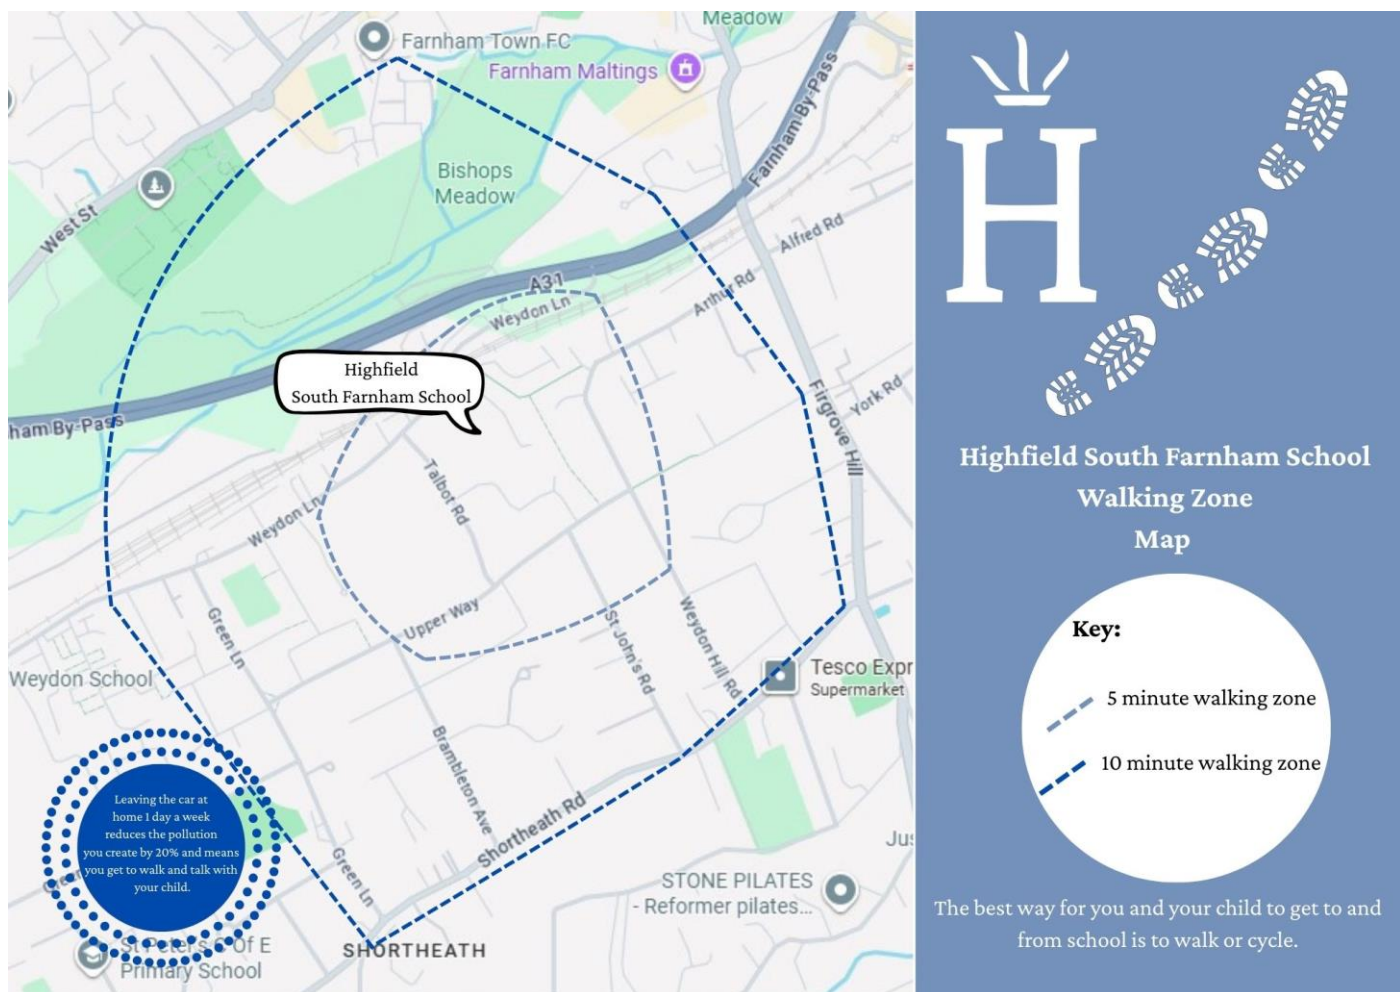 Meadow
Farnham Town FC
Farnham Maltings
Farnham By-Pass
Bishops
Meadow
West St
Alfred Rd
A31
Arthur Rd
Weydon Ln
Highfield
South Farnham School
Firgrove Hill
York Rd
ham By-Pass
Talbot Rd
Weydon Ln
Upper Way
Green Ln
St John's Rd
Weydon Hill Rd
Weydon School
Tesco Expr
Supermarket
Brambleton Ave
Shortheath Rd
Green Ln
Leaving the car at
home 1 day a week
reduces the pollution
you create by 20% and means
you get to walk and talk with
your child.
STONE PILATES
- Reformer pilates...
SHORTHEATH
St Peter's C Of E
Primary School
H
Highfield South Farnham School
Walking Zone
Map
Key:
5 minute walking zone
10 minute walking zone
The best way for you and your child to get to and
from school is to walk or cycle.